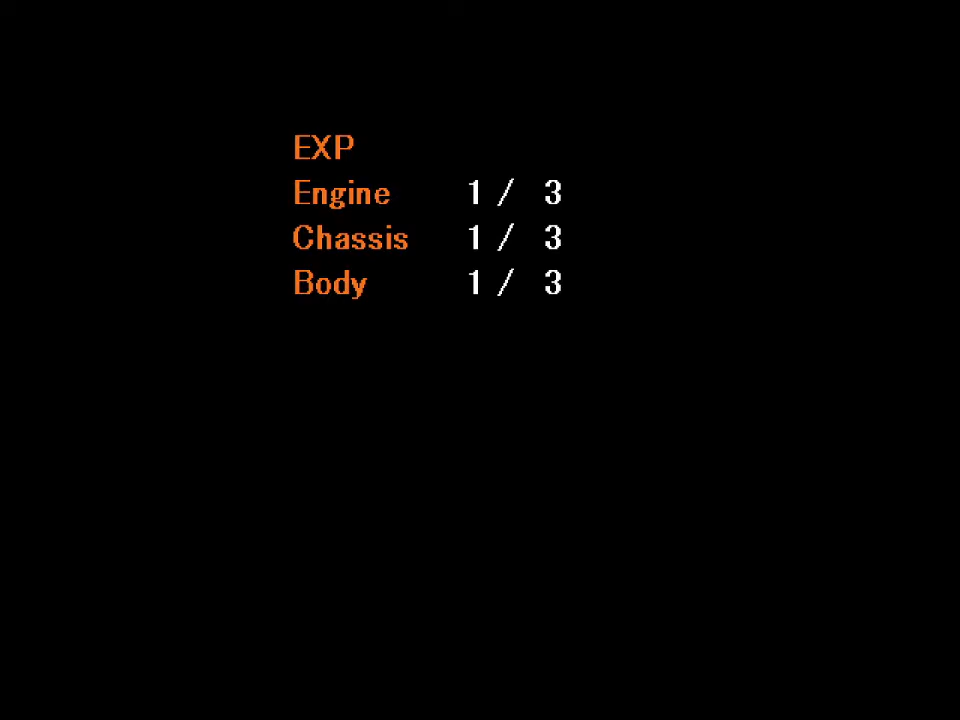 EXP
Engine 1 / 3
Chassis 1 / 3
Body 1 / 3